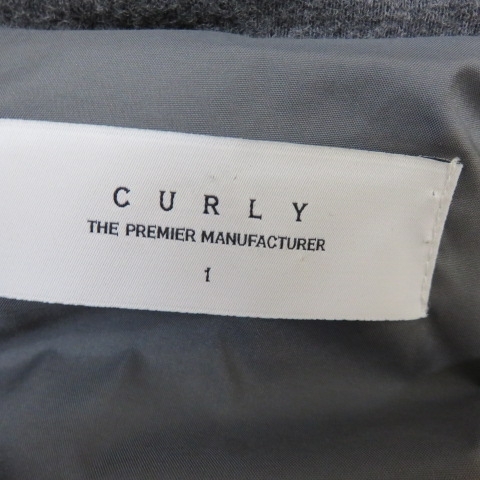 CURLY
THE PREMIER MANUFACTURER
1